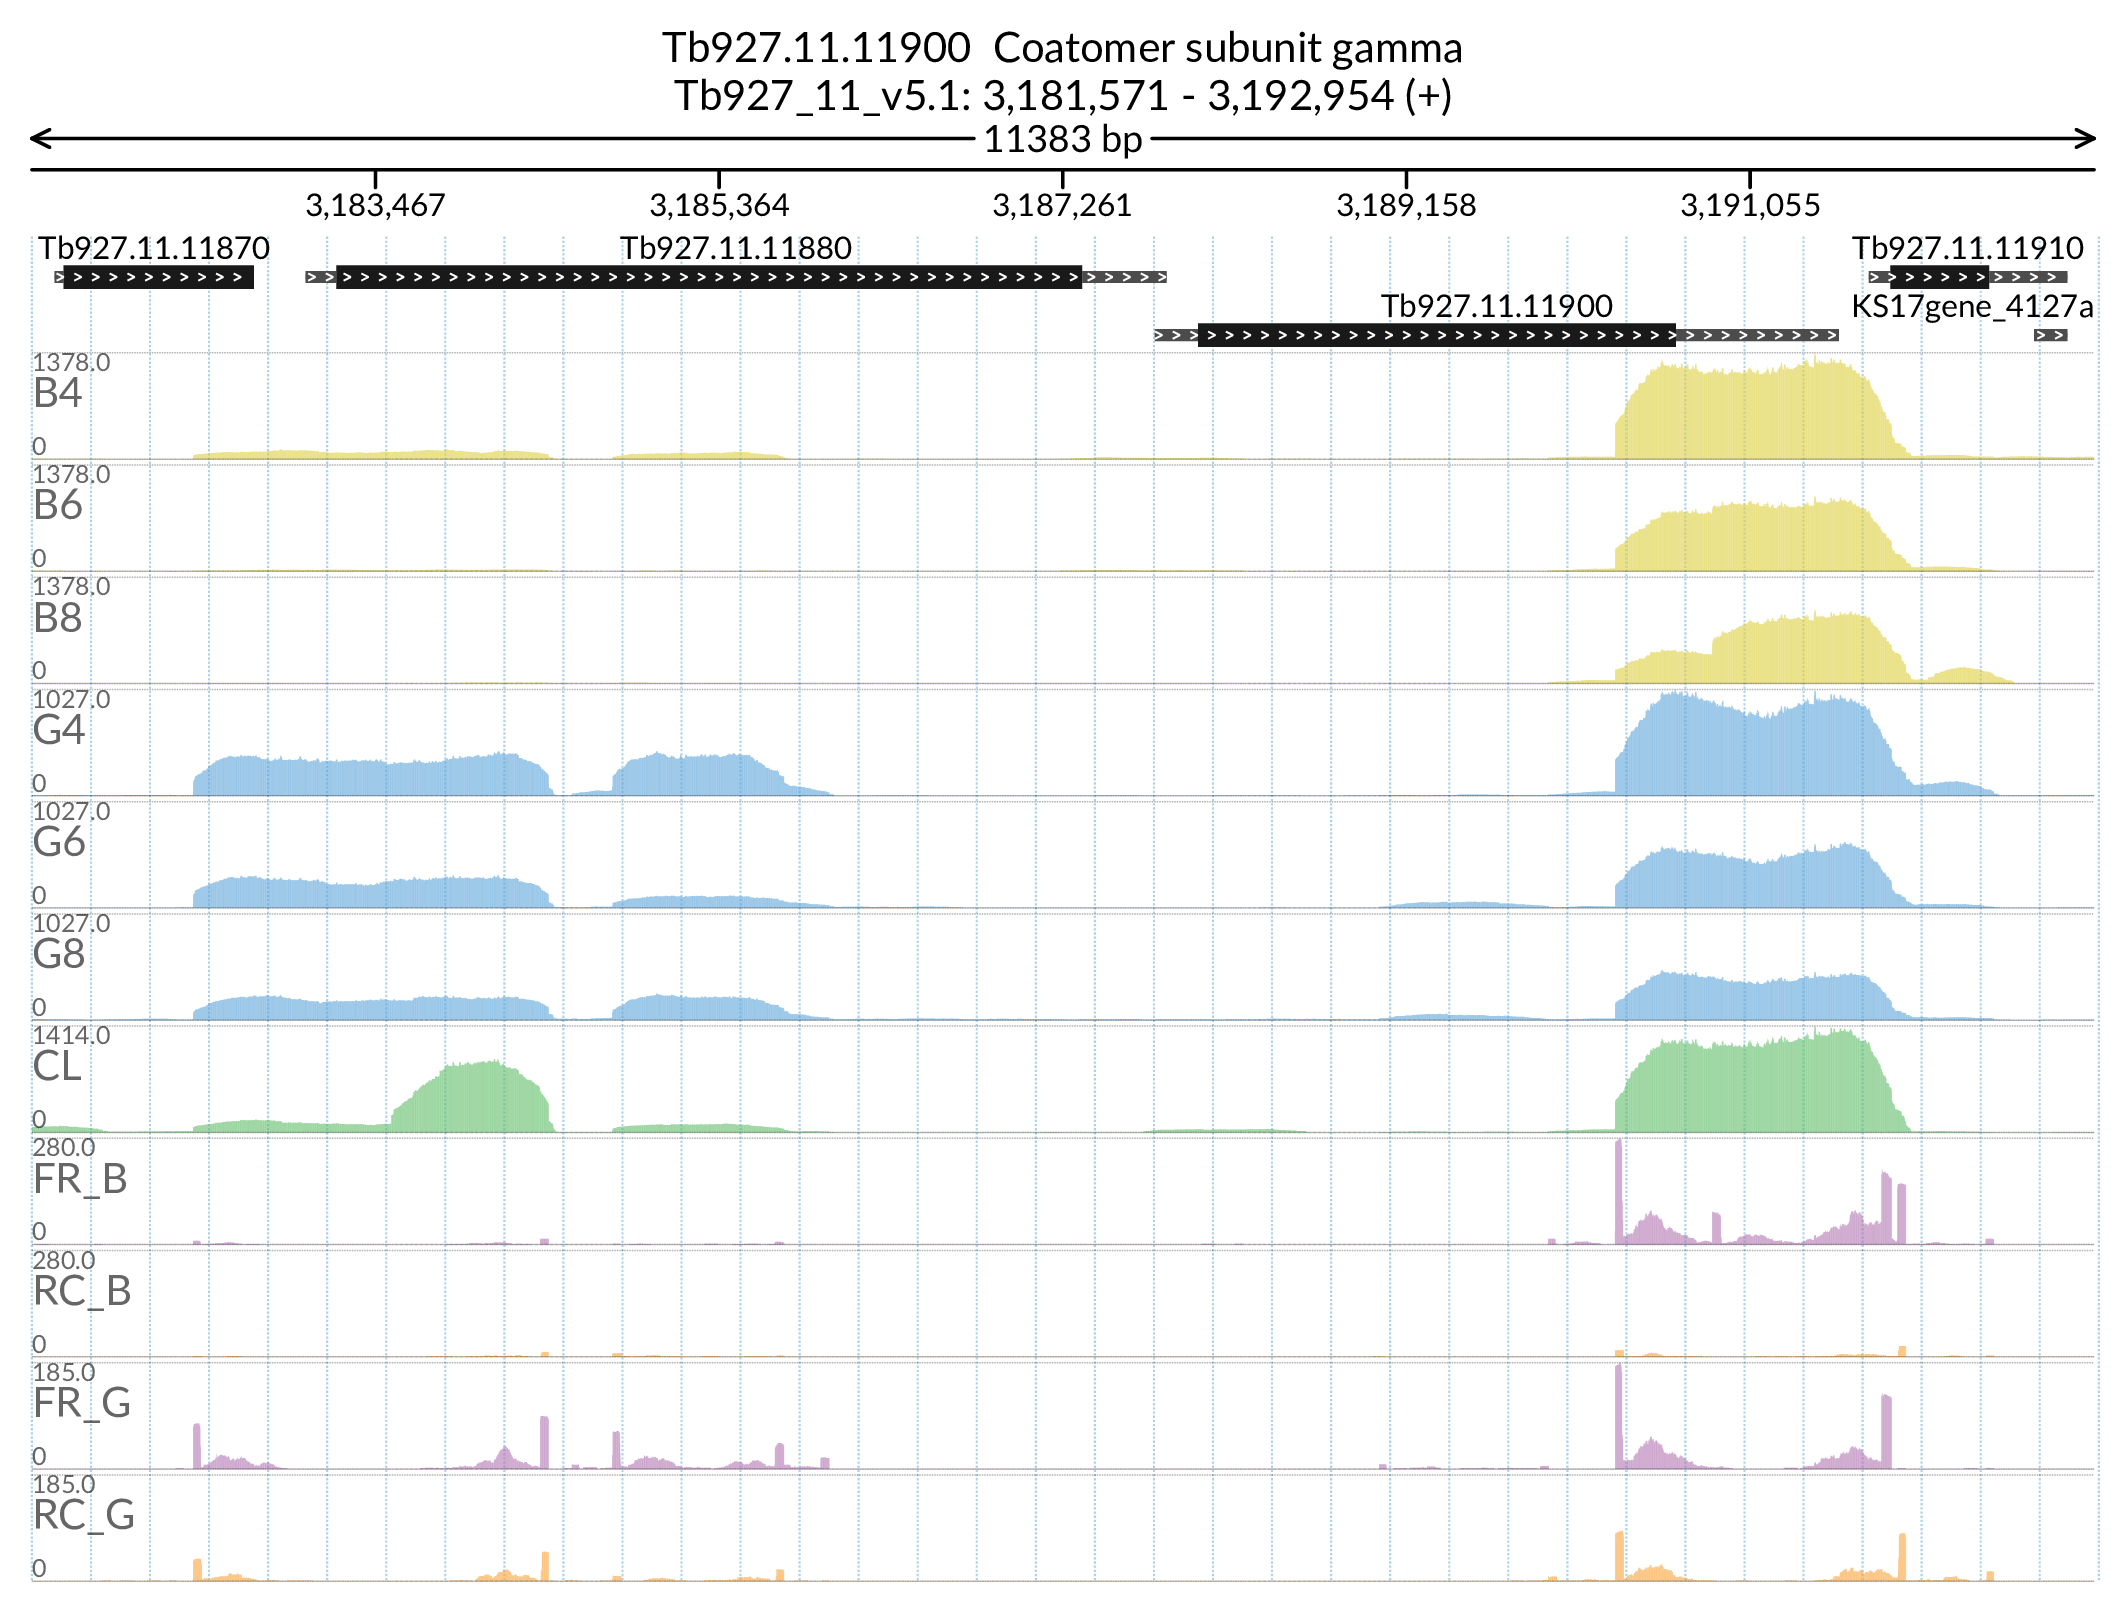 Tb927.11.11900  Coatomer subunit gamma
Tb927_11_v5.1: 3,181,571 - 3,192,954 (+)
11383 bp
3,183,467 3,185,364 3,187,261 3,189,158 3,191,055
Tb927.11.11870 Tb927.11.11880 Tb927.11.11910
Tb927.11.11900 KS17gene_4127a
1378.0
B4
0
1378.0
B6
0
1378.0
B8
0
1027.0
G4
0
1027.0
G6
0
1027.0
G8
0
1414.0
CL
0
280.0
FR_B
0
280.0
RC_B
0
185.0
FR_G
0
185.0
RC_G
0